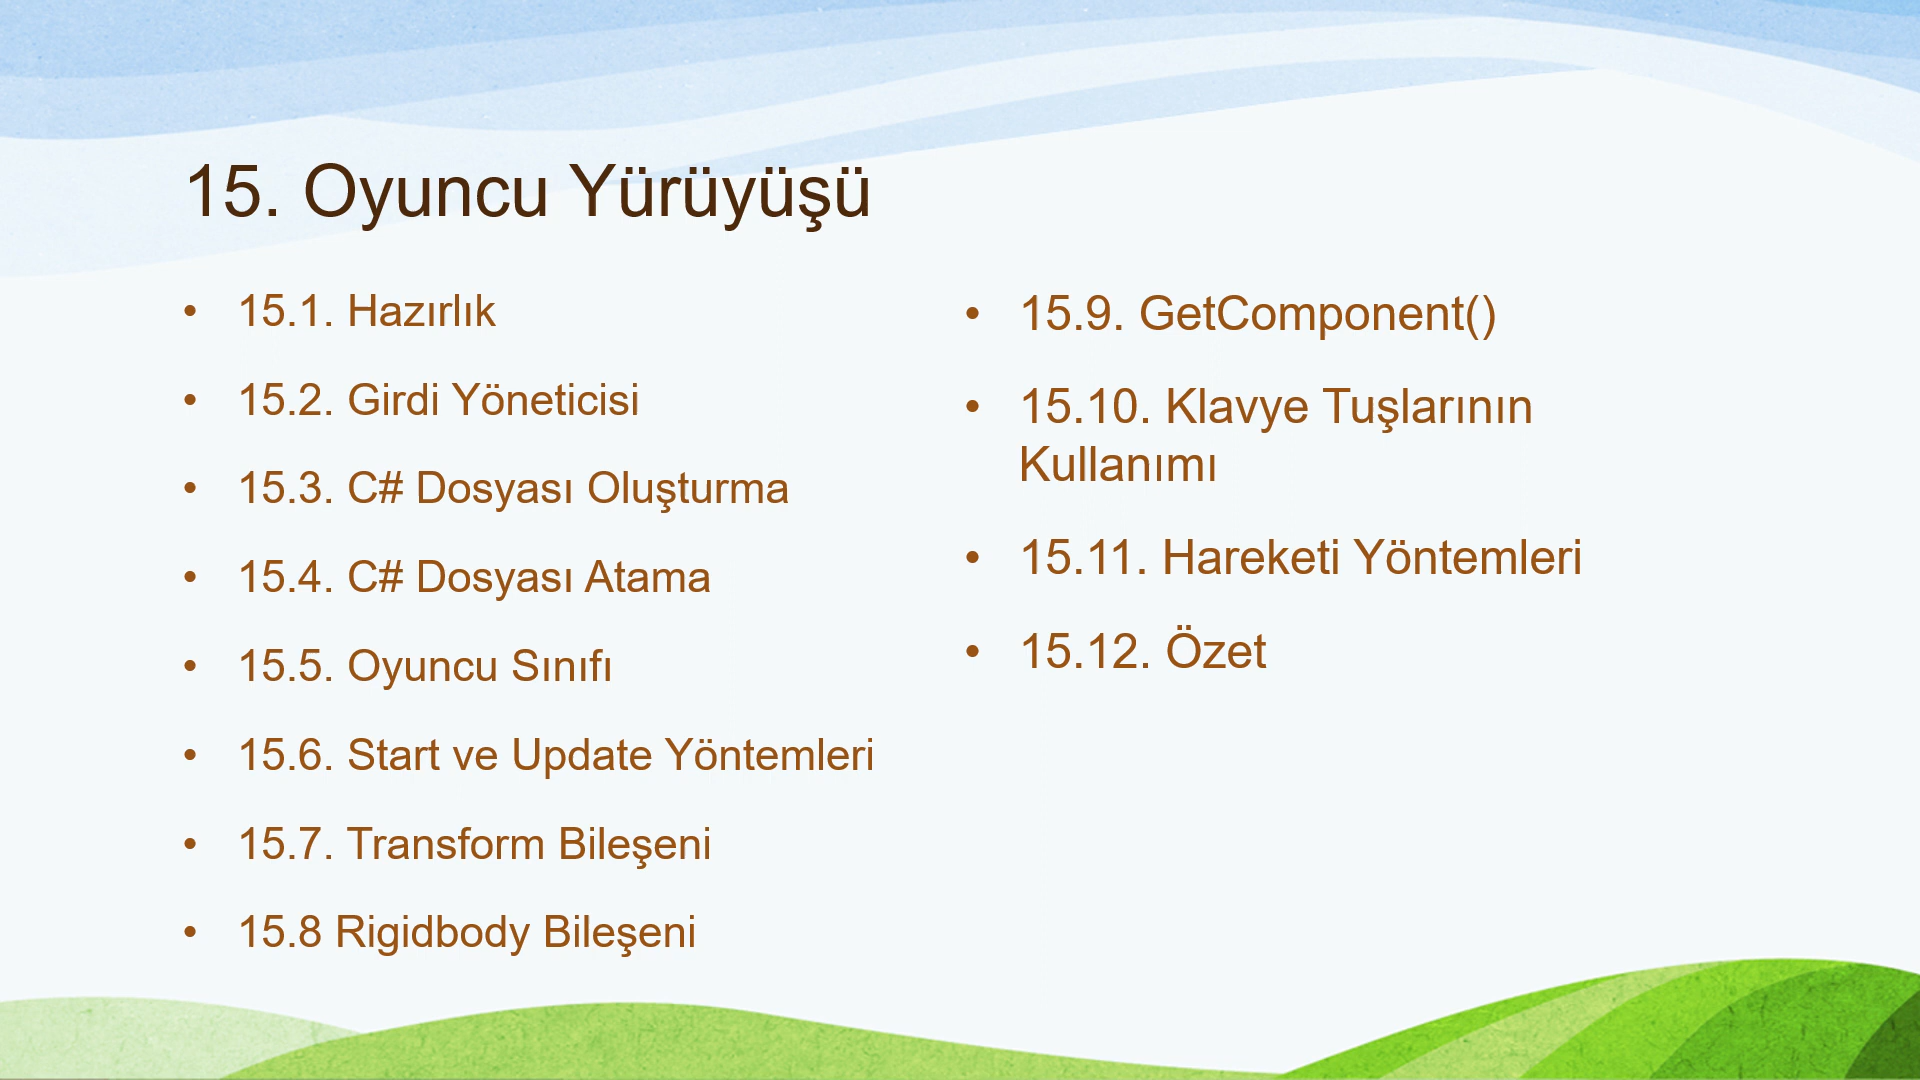 15. Oyuncu Yürüyüşü
• 15.1. Hazırlık
• 15.2. Girdi Yöneticisi
• 15.3. C# Dosyası Oluşturma
• 15.4. C# Dosyası Atama
• 15.5. Oyuncu Sınıfı
• 15.6. Start ve Update Yöntemleri
• 15.7. Transform Bileşeni
• 15.8 Rigidbody Bileşeni
• 15.9. GetComponent()
• 15.10. Klavye Tuşlarının
Kullanımı
• 15.11. Hareketi Yöntemleri
• 15.12. Özet